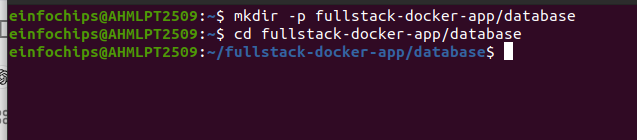 einfochips@AHMLPT2509:~$ mkdir -p fullstack-docker-app/database
einfochips@AHMLPT2509:~$ cd fullstack-docker-app/database
einfochips@AHMLPT2509:~/fullstack-docker-app/database$